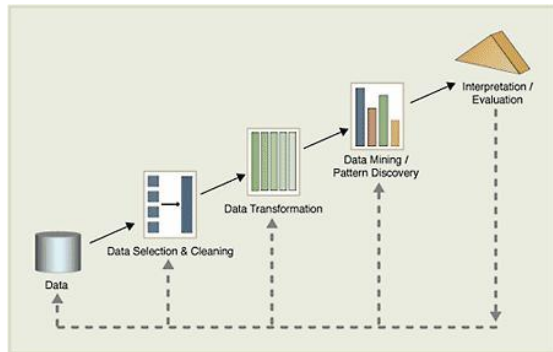 Data
Data Selection & Cleaning
Data Transformation
Data Mining /
Pattern Discovery
Interpretation /
Evaluation